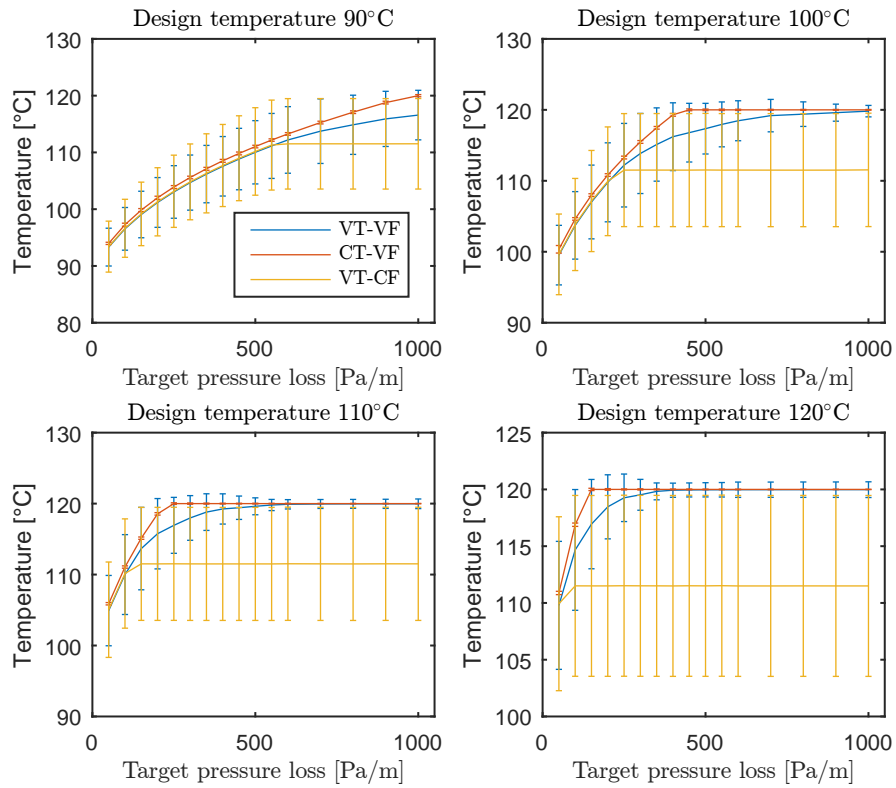 Design temperature 90°C
Temperature [°C]
130
120
110
100
90
80
0
500
1000
Target pressure loss [Pa/m]
VT-VF
CT-VF
VT-CF
Design temperature 100°C
Temperature [°C]
130
120
110
100
90
0
500
1000
Target pressure loss [Pa/m]
Design temperature 110°C
Temperature [°C]
130
120
110
100
90
0
500
1000
Target pressure loss [Pa/m]
Design temperature 120°C
Temperature [°C]
125
120
115
110
105
100
0
500
1000
Target pressure loss [Pa/m]